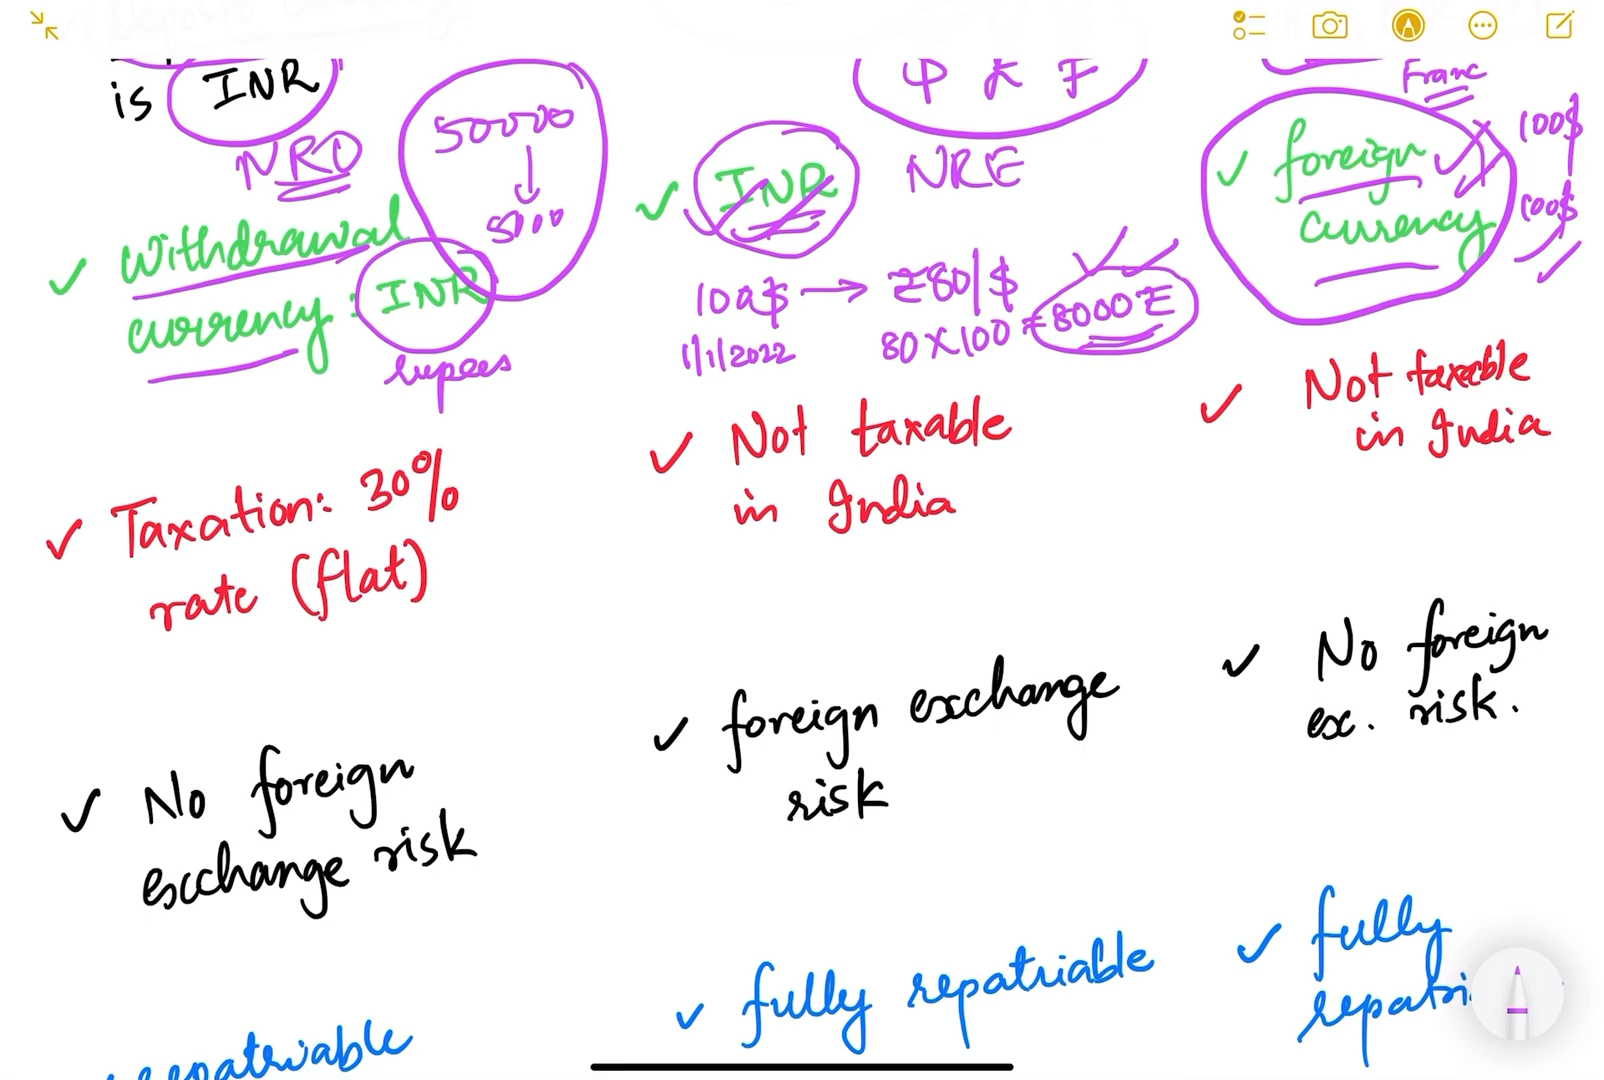 is INR
NRO
50000
5000
✓ Withdrawal
currency : INR
rupees
Taxation: 30%
rate (flat)
No foreign
exchange risk
repatriable
NRE
✓ INR
100$ → ₹80/$
1/1/2022
80 X 100 = 8000 ₹
Not taxable
in India
foreign exchange
risk
fully repatriable
Franc
foreign
currency
100$
100$
Not taxable
in India
No foreign
ex. risk.
fully